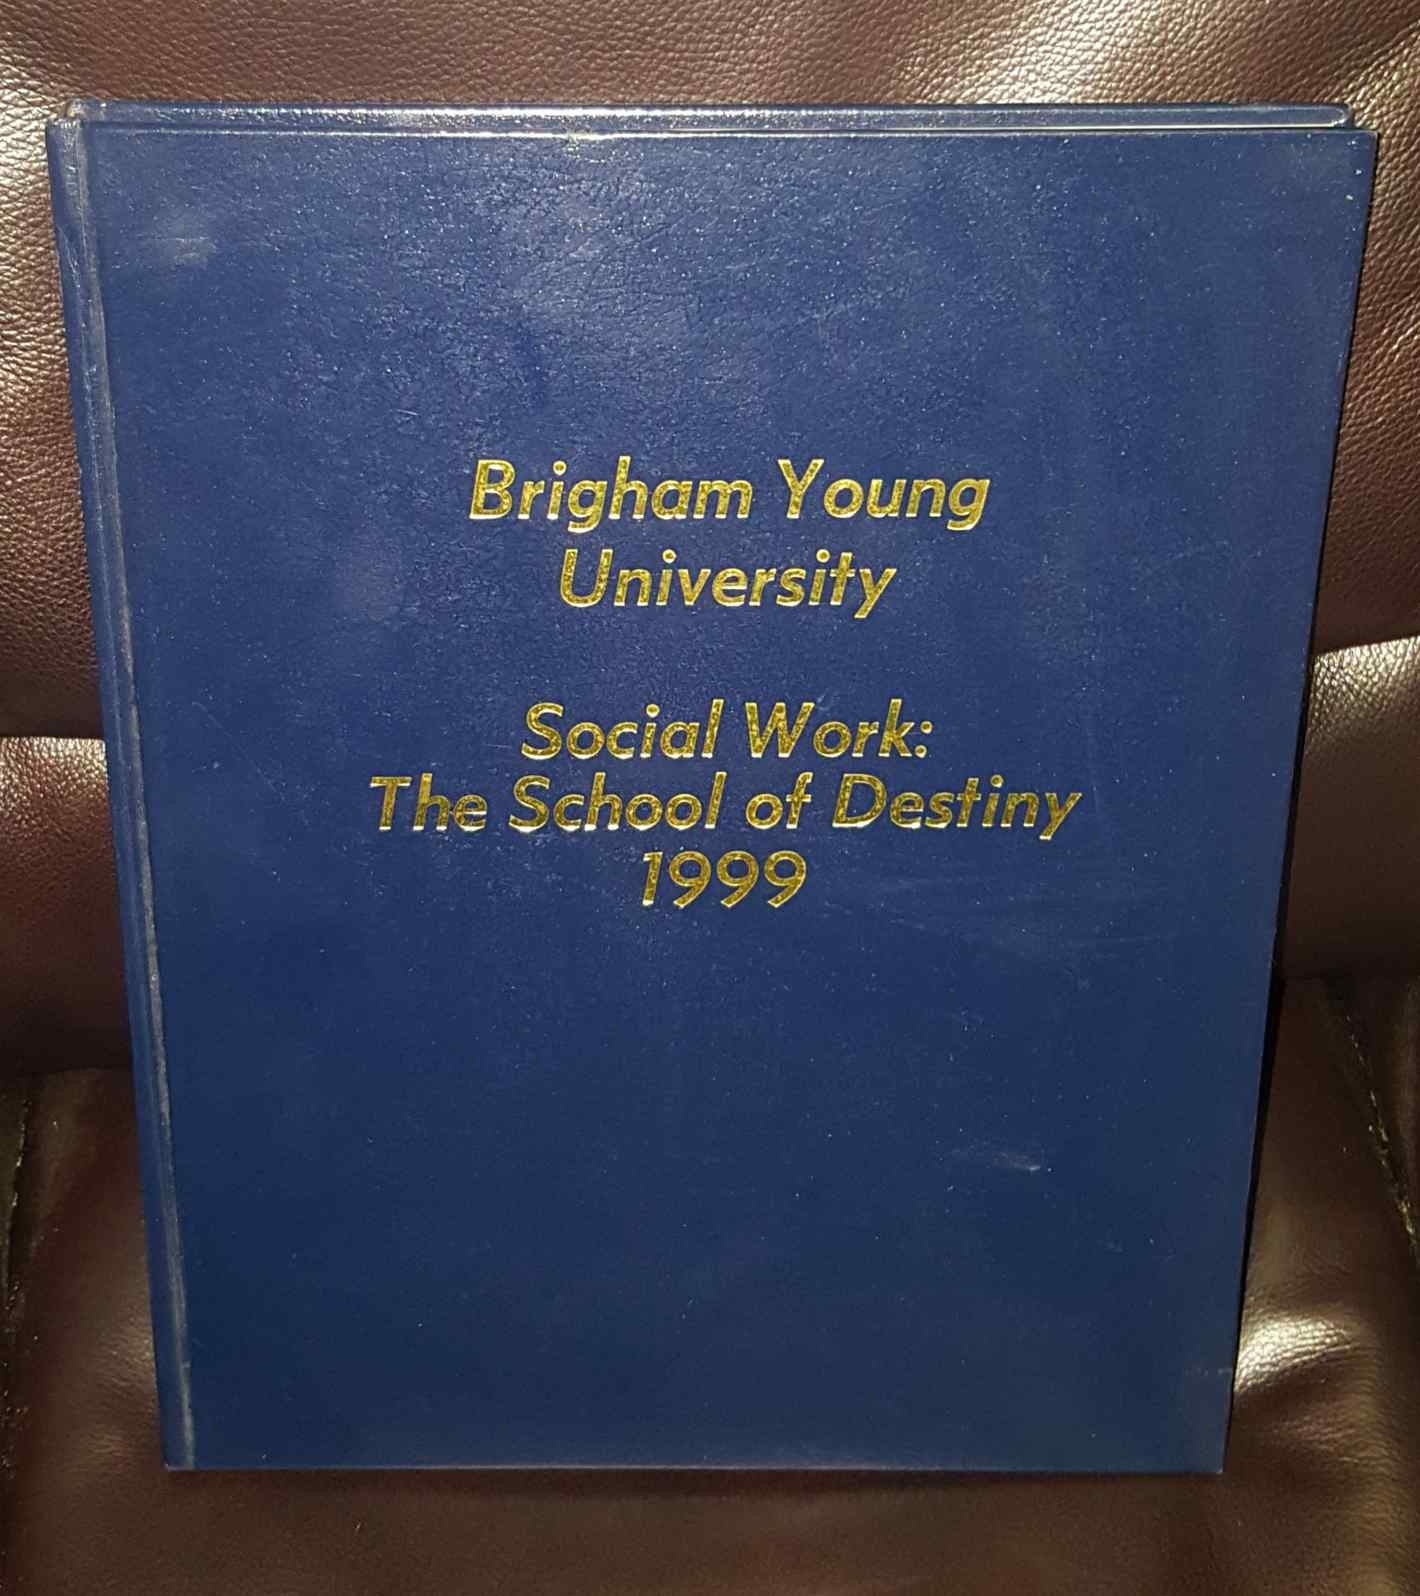 Brigham Young
University
Social Work:
The School of Destiny
1999